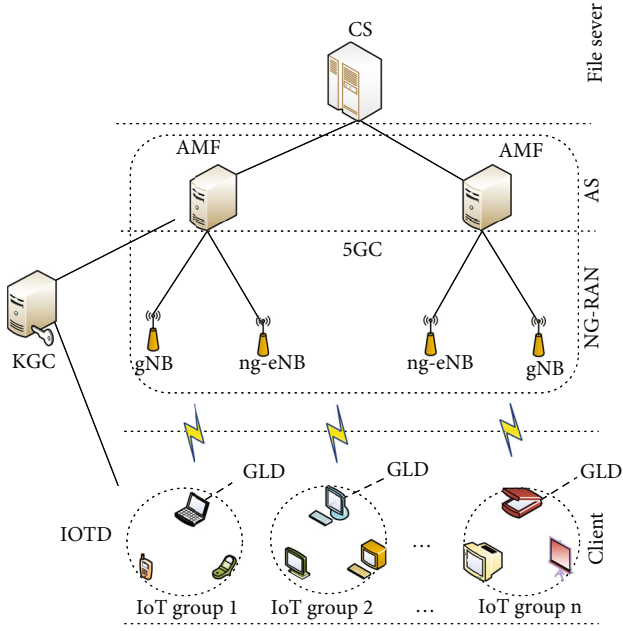 CS
File sever
AMF
AMF
AS
5GC
NG-RAN
KGC
gNB
ng-eNB
ng-eNB
gNB
GLD
GLD
GLD
IOTD
...
Client
IoT group 1
IoT group 2
...
IoT group n